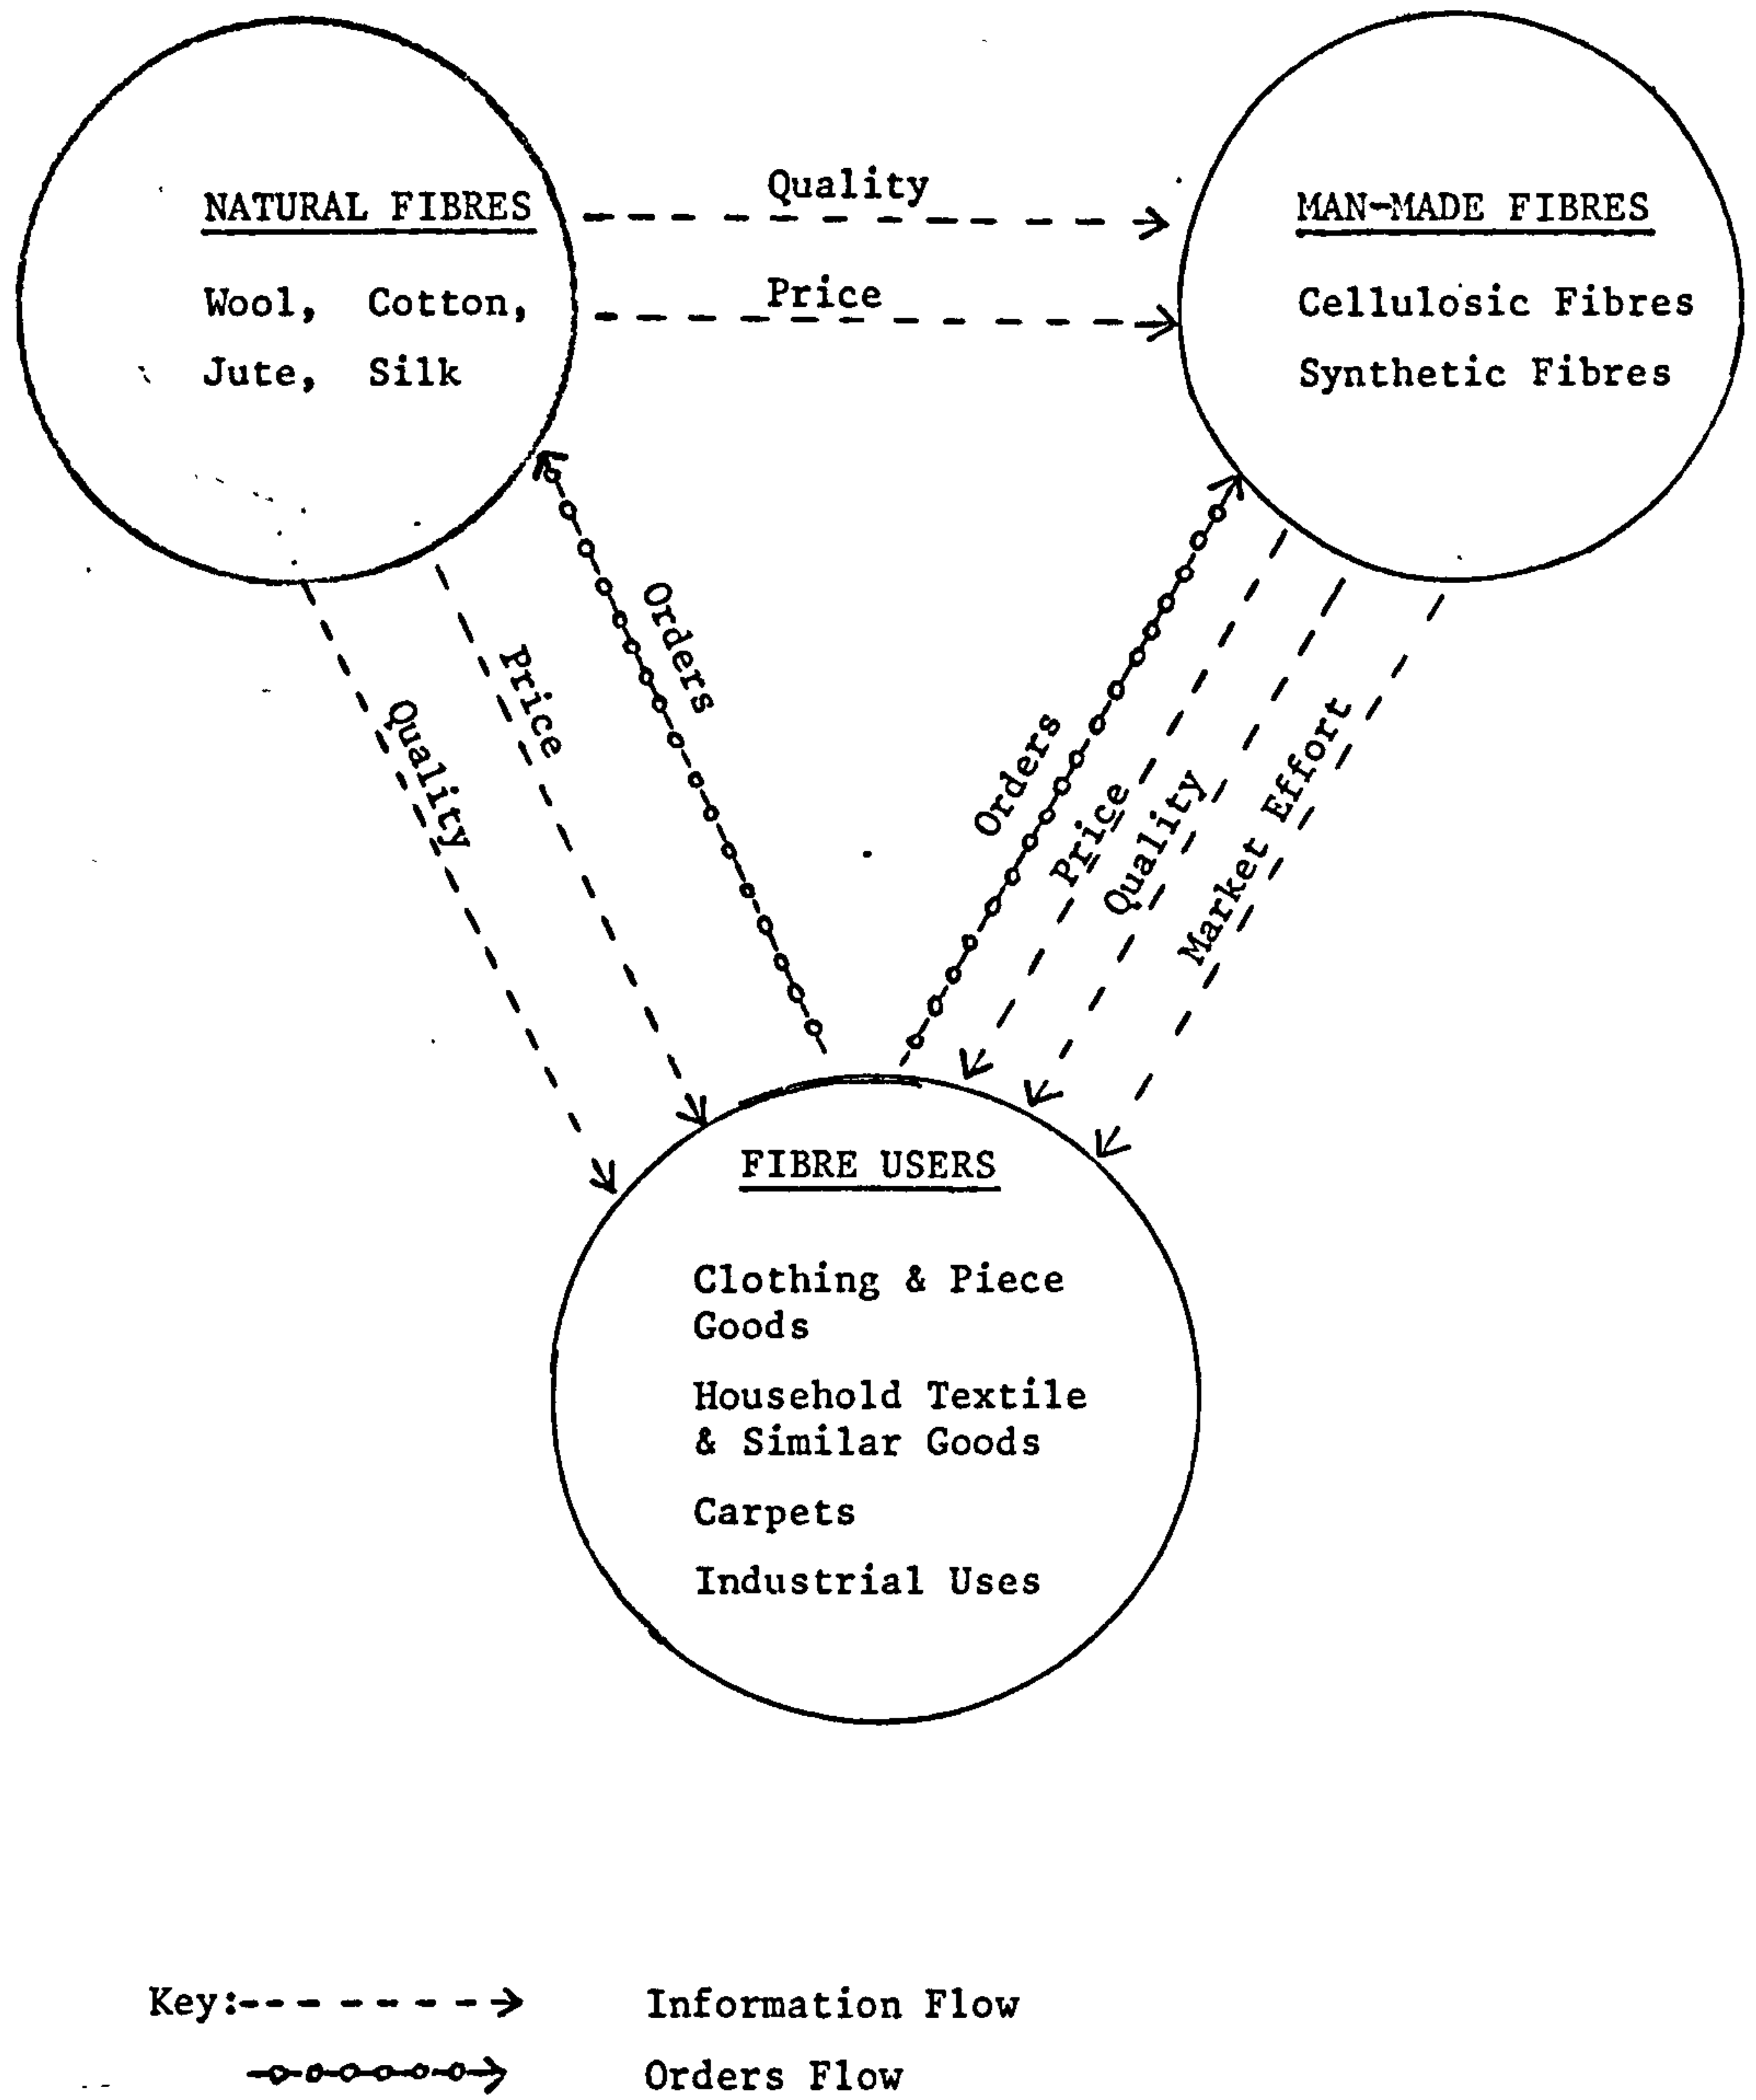 NATURAL FIBRES
Wool, Cotton,
Jute, Silk
Quality
Price
MAN-MADE FIBRES
Cellulosic Fibres
Synthetic Fibres
Quality
Price
Orders
Orders
Price
Quality
Market Effort
FIBRE USERS
Clothing & Piece
Goods
Household Textile
& Similar Goods
Carpets
Industrial Uses
Key:
Information Flow
Orders Flow